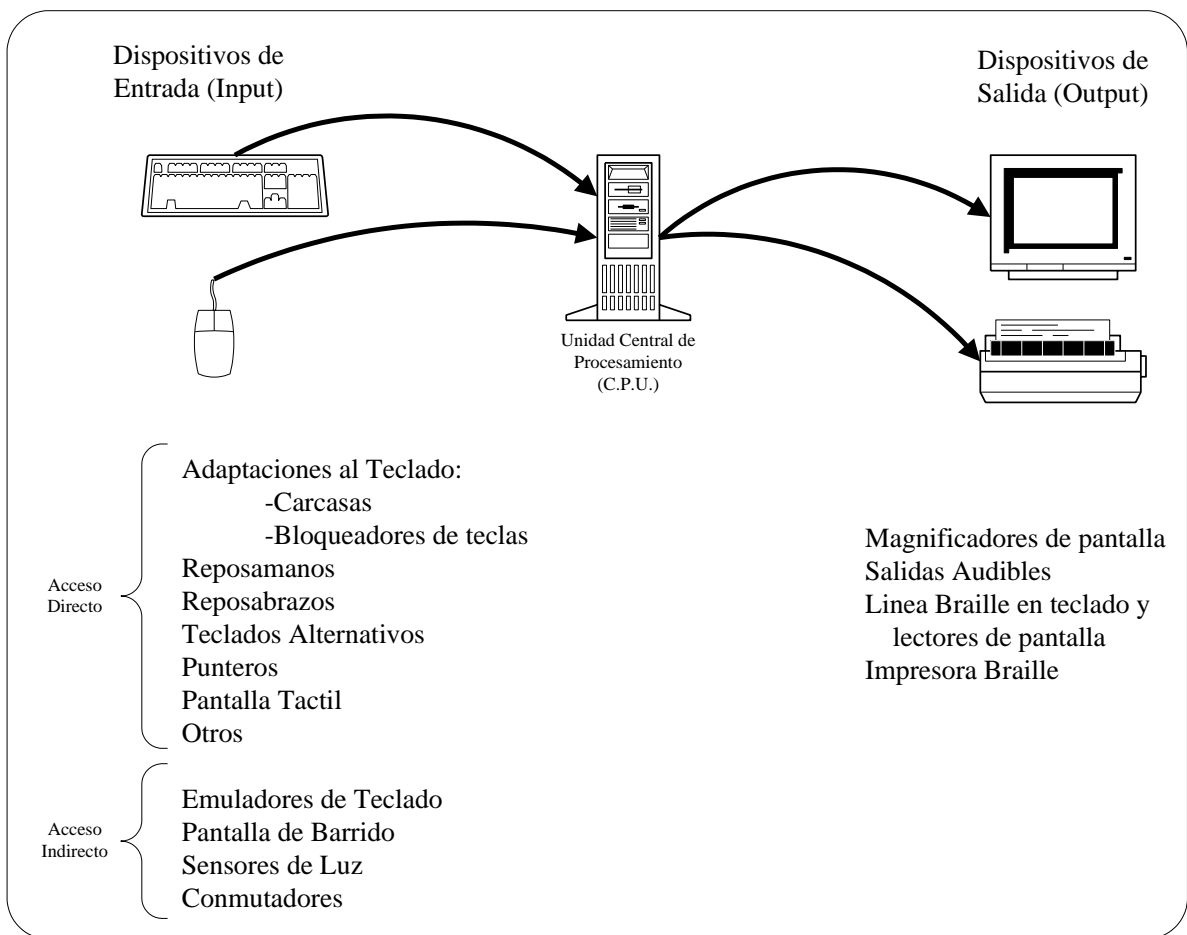 Dispositivos de
Entrada (Input)
Dispositivos de
Salida (Output)
Unidad Central de
Procesamiento
(C.P.U.)
Acceso
Directo
Adaptaciones al Teclado:
-Carcasas
-Bloqueadores de teclas
Reposamanos
Reposabrazos
Teclados Alternativos
Punteros
Pantalla Tactil
Otros
Magnificadores de pantalla
Salidas Audibles
Linea Braille en teclado y
lectores de pantalla
Impresora Braille
Acceso
Indirecto
Emuladores de Teclado
Pantalla de Barrido
Sensores de Luz
Conmutadores